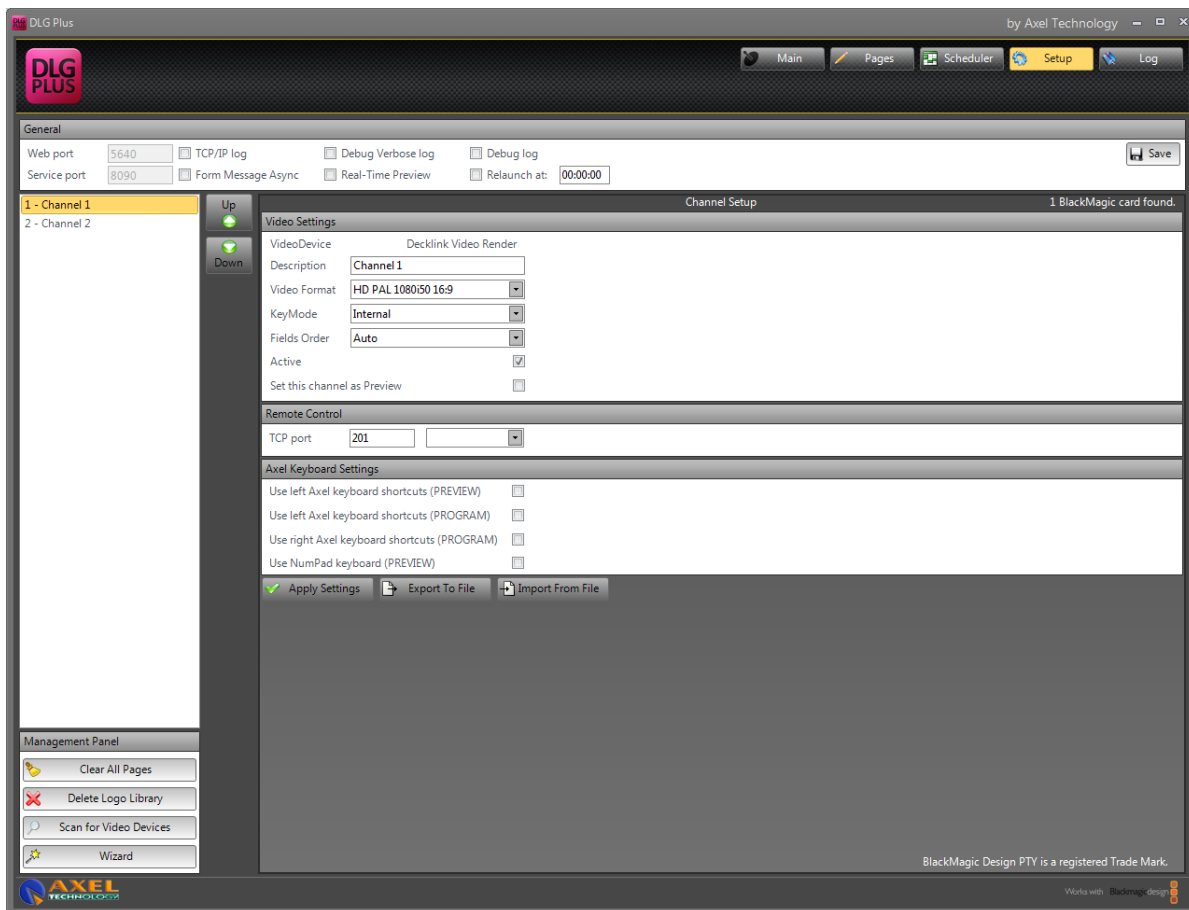 DLG Plus
by Axel Technology
DLG PLUS
Main
Pages
Scheduler
Setup
Log
General
Web port 5640 TCP/IP log Debug Verbose log Debug log
Save
Service port 8090 Form Message Async Real-Time Preview Relaunch at: 00:00:00
1 - Channel 1
2 - Channel 2
Up
Down
Channel Setup
1 BlackMagic card found.
Video Settings
VideoDevice Decklink Video Render
Description Channel 1
Video Format HD PAL 1080i50 16:9
KeyMode Internal
Fields Order Auto
Active
Set this channel as Preview
Remote Control
TCP port 201
Axel Keyboard Settings
Use left Axel keyboard shortcuts (PREVIEW)
Use left Axel keyboard shortcuts (PROGRAM)
Use right Axel keyboard shortcuts (PROGRAM)
Use NumPad keyboard (PREVIEW)
Apply Settings
Export To File
Import From File
Management Panel
Clear All Pages
Delete Logo Library
Scan for Video Devices
Wizard
BlackMagic Design PTY is a registered Trade Mark.
AXEL
TECHNOLOGY
Works with Blackmagicdesign